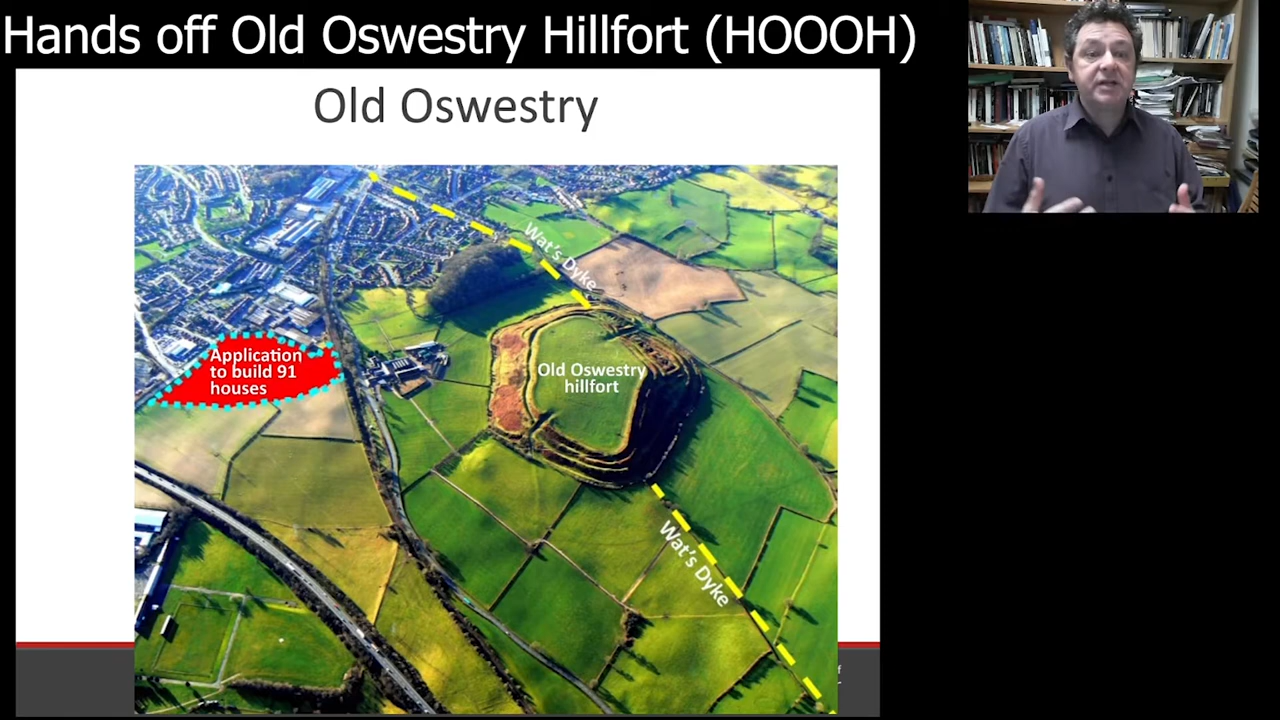 Hands off Old Oswestry Hillfort (HOOOH)
Old Oswestry
Wat's Dyke
Application
to build 91
houses
Old Oswestry
hillfort
Wat's Dyke